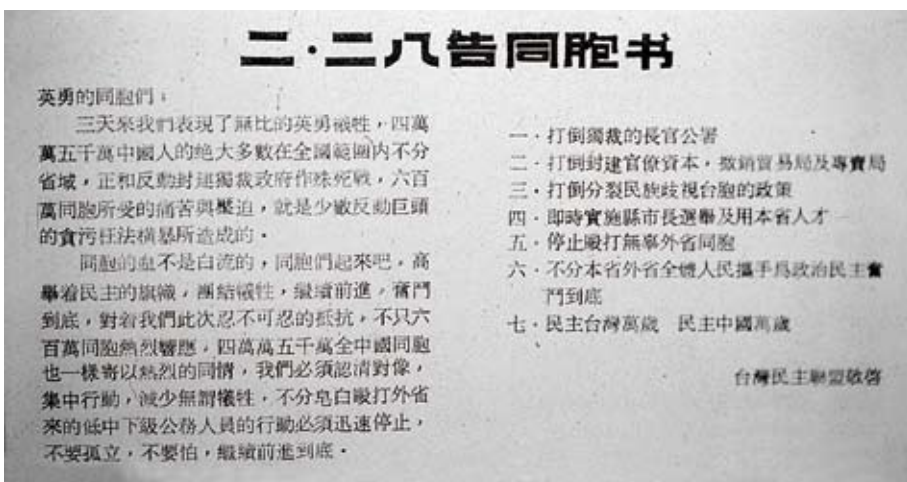 二·二八告同胞书
英勇的同胞們：
三天來我們表現了無比的英勇犧牲，四萬
萬五千萬中國人的绝大多數在全國範围内不分
省域，正和反動封建獨裁政府作殊死戰，六百
萬同胞所受的痛苦與壓迫，就是少數反動巨頭
的貪污枉法橫暴所造成的·
同胞的血不是白流的，同胞們起來吧，高
舉着民主的旗幟，團結犧牲，繼續前進，奮鬥
到底，對着我們此次忍不可忍的抵抗，不只六
百萬同胞熱烈響應，四萬萬五千萬全中國同胞
也一樣寄以熱烈的同情，我們必須認清對像，
集中行動，減少無謂犧牲，不分皂白毆打外省
來的低中下級公務人員的行動必須迅速停止，
不要孤立，不要怕，繼續前進到底·
一·打倒獨裁的長官公署
二·打倒封建官僚資本，撤銷貿易局及專賣局
三·打倒分裂民族歧視台胞的政策
四·即時實施縣市長選舉及用本省人才
五·停止毆打無辜外省同胞
六·不分本省外省全體人民攜手爲政治民主奮
鬥到底
七·民主台灣萬歲　民主中國萬歲
台灣民主聯盟敬啓